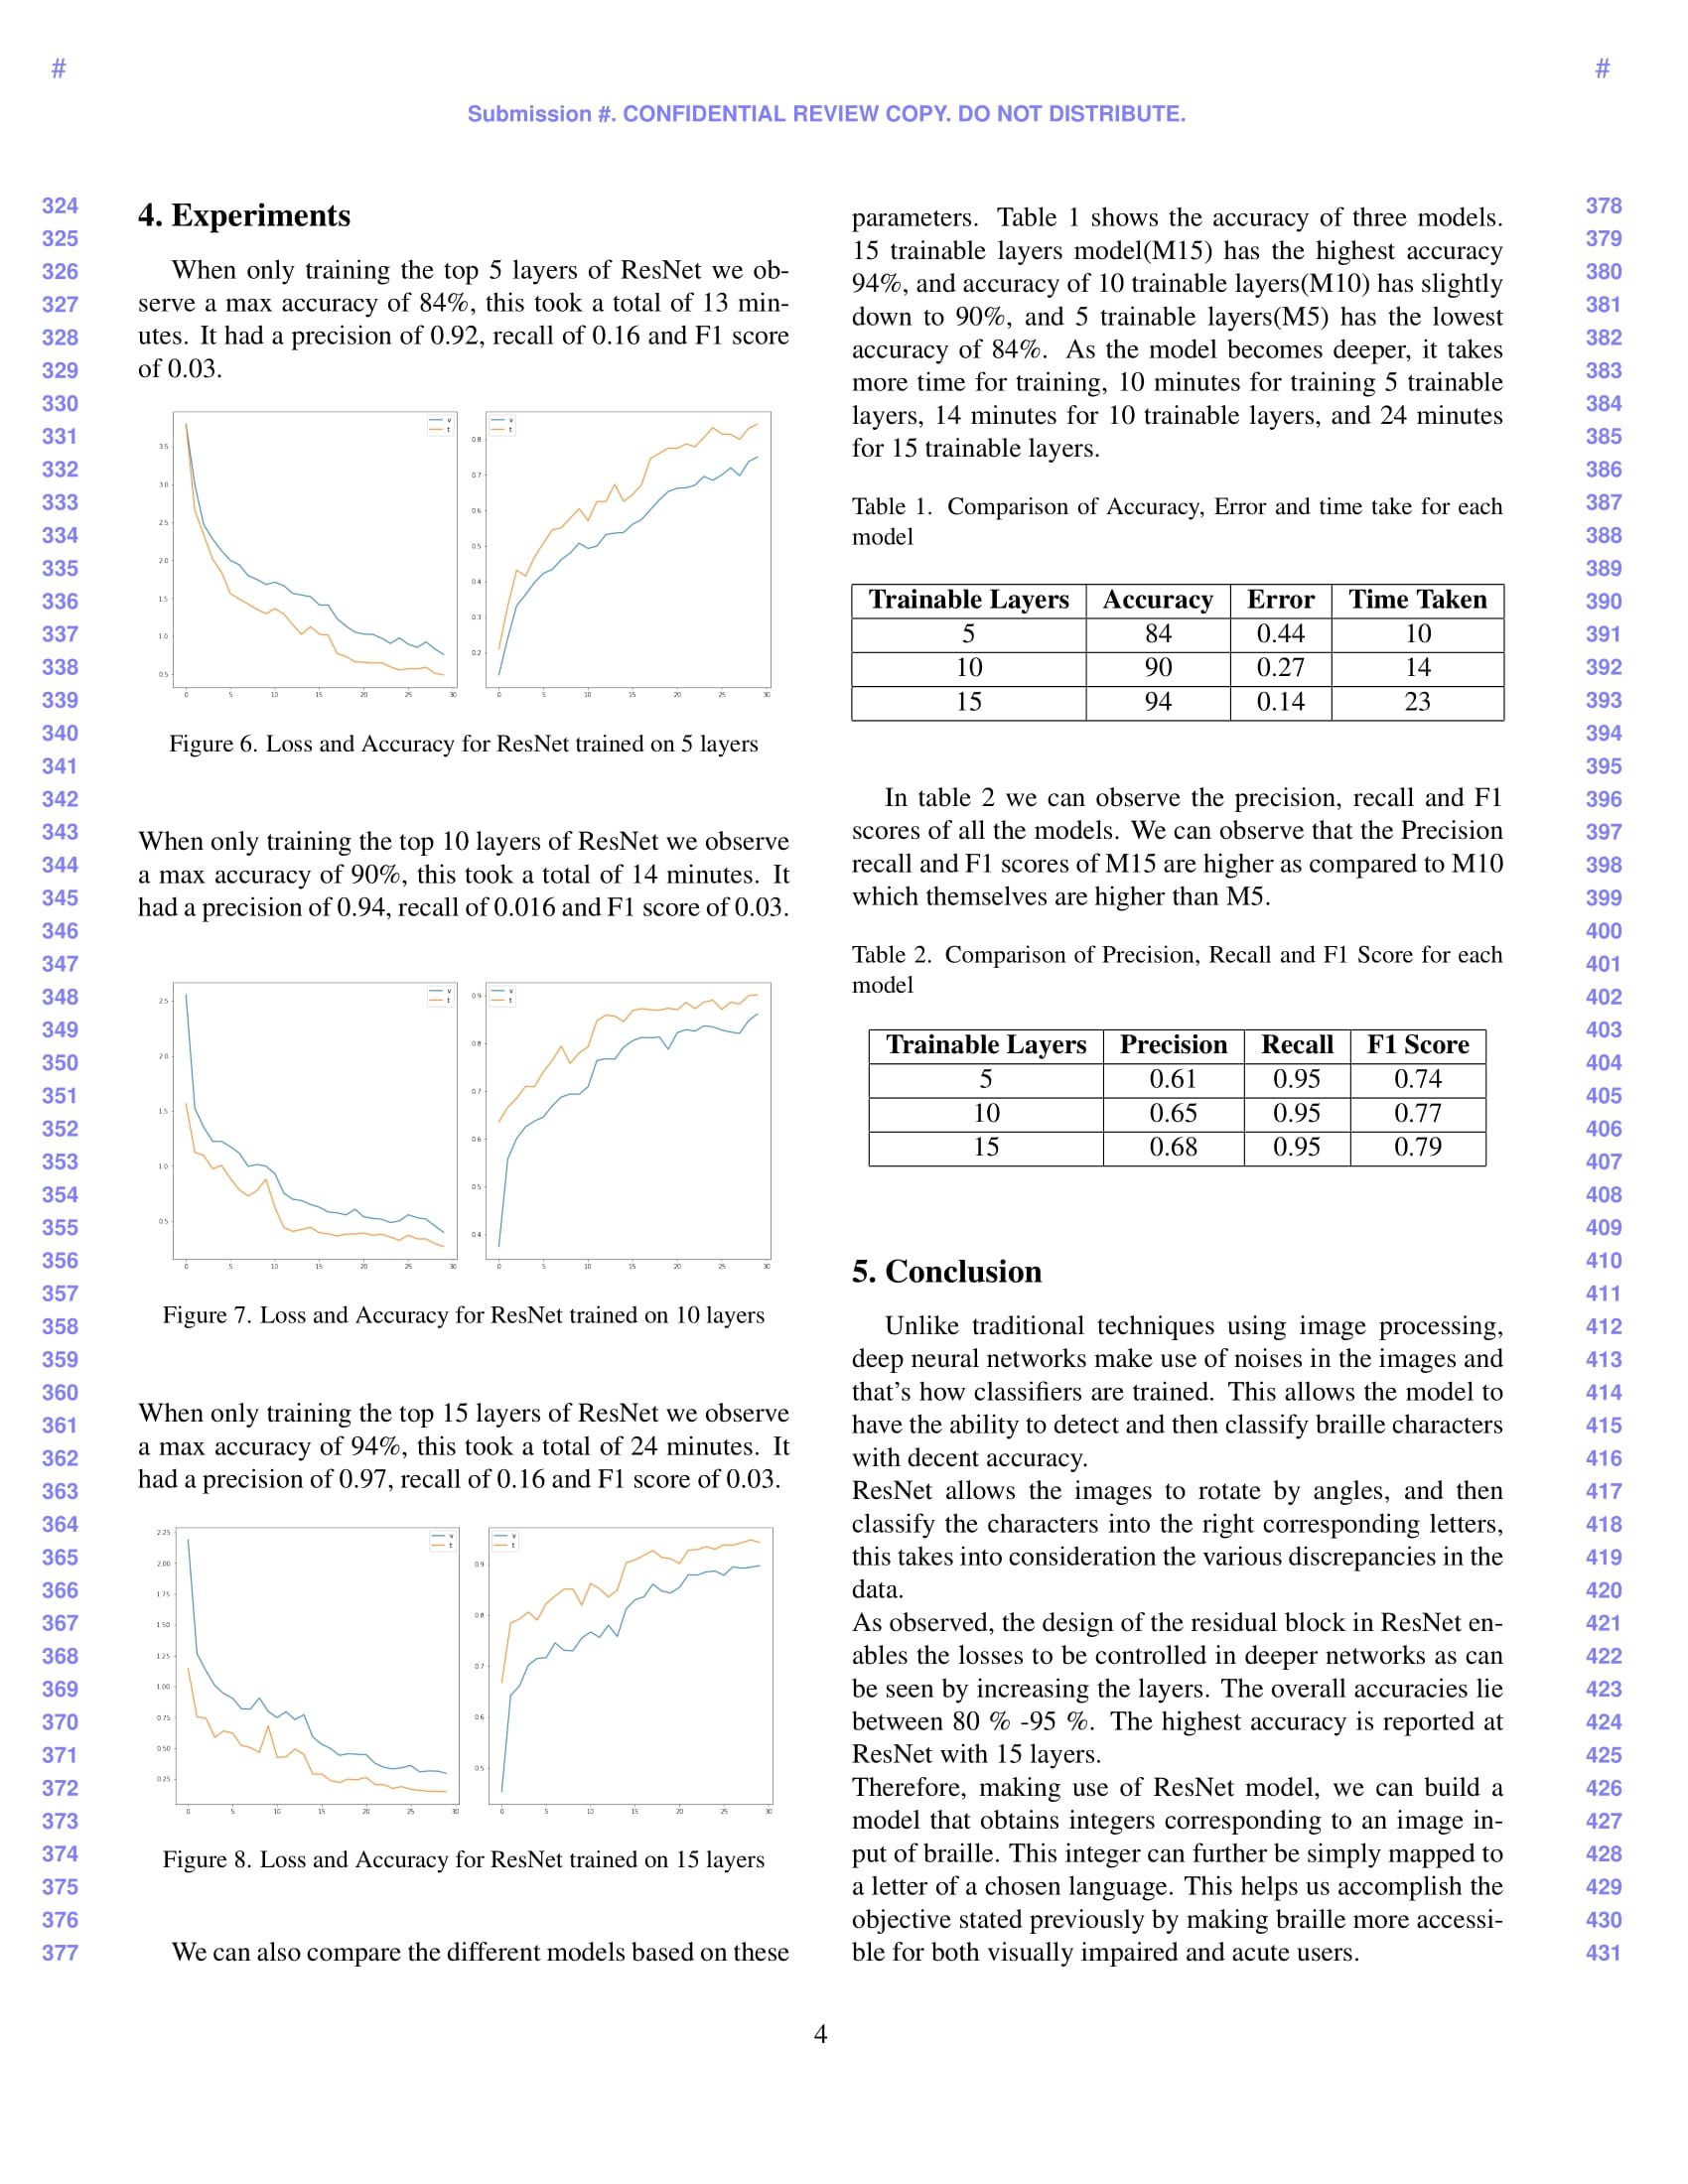 #
#
Submission #. CONFIDENTIAL REVIEW COPY. DO NOT DISTRIBUTE.
324
325
326
327
328
329
330
331
332
333
334
335
336
337
338
339
340
341
342
343
344
345
346
347
348
349
350
351
352
353
354
355
356
357
358
359
360
361
362
363
364
365
366
367
368
369
370
371
372
373
374
375
376
377
4. Experiments
When only training the top 5 layers of ResNet we ob-
serve a max accuracy of 84%, this took a total of 13 min-
utes. It had a precision of 0.92, recall of 0.16 and F1 score
of 0.03.
v
t
3.5
3.0
2.5
2.0
1.5
1.0
0.5
0 5 10 15 20 25 30
v
t
0.8
0.7
0.6
0.5
0.4
0.3
0.2
0 5 10 15 20 25 30
Figure 6. Loss and Accuracy for ResNet trained on 5 layers
When only training the top 10 layers of ResNet we observe
a max accuracy of 90%, this took a total of 14 minutes. It
had a precision of 0.94, recall of 0.016 and F1 score of 0.03.
v
t
2.5
2.0
1.5
1.0
0.5
0 5 10 15 20 25 30
v
t
0.9
0.8
0.7
0.6
0.5
0.4
0 5 10 15 20 25 30
Figure 7. Loss and Accuracy for ResNet trained on 10 layers
When only training the top 15 layers of ResNet we observe
a max accuracy of 94%, this took a total of 24 minutes. It
had a precision of 0.97, recall of 0.16 and F1 score of 0.03.
v
t
2.25
2.00
1.75
1.50
1.25
1.00
0.75
0.50
0.25
0 5 10 15 20 25 30
v
t
0.9
0.8
0.7
0.6
0.5
0 5 10 15 20 25 30
Figure 8. Loss and Accuracy for ResNet trained on 15 layers
We can also compare the different models based on these
parameters. Table 1 shows the accuracy of three models.
15 trainable layers model(M15) has the highest accuracy
94%, and accuracy of 10 trainable layers(M10) has slightly
down to 90%, and 5 trainable layers(M5) has the lowest
accuracy of 84%. As the model becomes deeper, it takes
more time for training, 10 minutes for training 5 trainable
layers, 14 minutes for 10 trainable layers, and 24 minutes
for 15 trainable layers.
Table 1. Comparison of Accuracy, Error and time take for each
model
Trainable Layers Accuracy Error Time Taken
5 84 0.44 10
10 90 0.27 14
15 94 0.14 23
In table 2 we can observe the precision, recall and F1
scores of all the models. We can observe that the Precision
recall and F1 scores of M15 are higher as compared to M10
which themselves are higher than M5.
Table 2. Comparison of Precision, Recall and F1 Score for each
model
Trainable Layers Precision Recall F1 Score
5 0.61 0.95 0.74
10 0.65 0.95 0.77
15 0.68 0.95 0.79
5. Conclusion
Unlike traditional techniques using image processing,
deep neural networks make use of noises in the images and
that's how classifiers are trained. This allows the model to
have the ability to detect and then classify braille characters
with decent accuracy.
ResNet allows the images to rotate by angles, and then
classify the characters into the right corresponding letters,
this takes into consideration the various discrepancies in the
data.
As observed, the design of the residual block in ResNet en-
ables the losses to be controlled in deeper networks as can
be seen by increasing the layers. The overall accuracies lie
between 80 % -95 %. The highest accuracy is reported at
ResNet with 15 layers.
Therefore, making use of ResNet model, we can build a
model that obtains integers corresponding to an image in-
put of braille. This integer can further be simply mapped to
a letter of a chosen language. This helps us accomplish the
objective stated previously by making braille more accessi-
ble for both visually impaired and acute users.
378
379
380
381
382
383
384
385
386
387
388
389
390
391
392
393
394
395
396
397
398
399
400
401
402
403
404
405
406
407
408
409
410
411
412
413
414
415
416
417
418
419
420
421
422
423
424
425
426
427
428
429
430
431
4